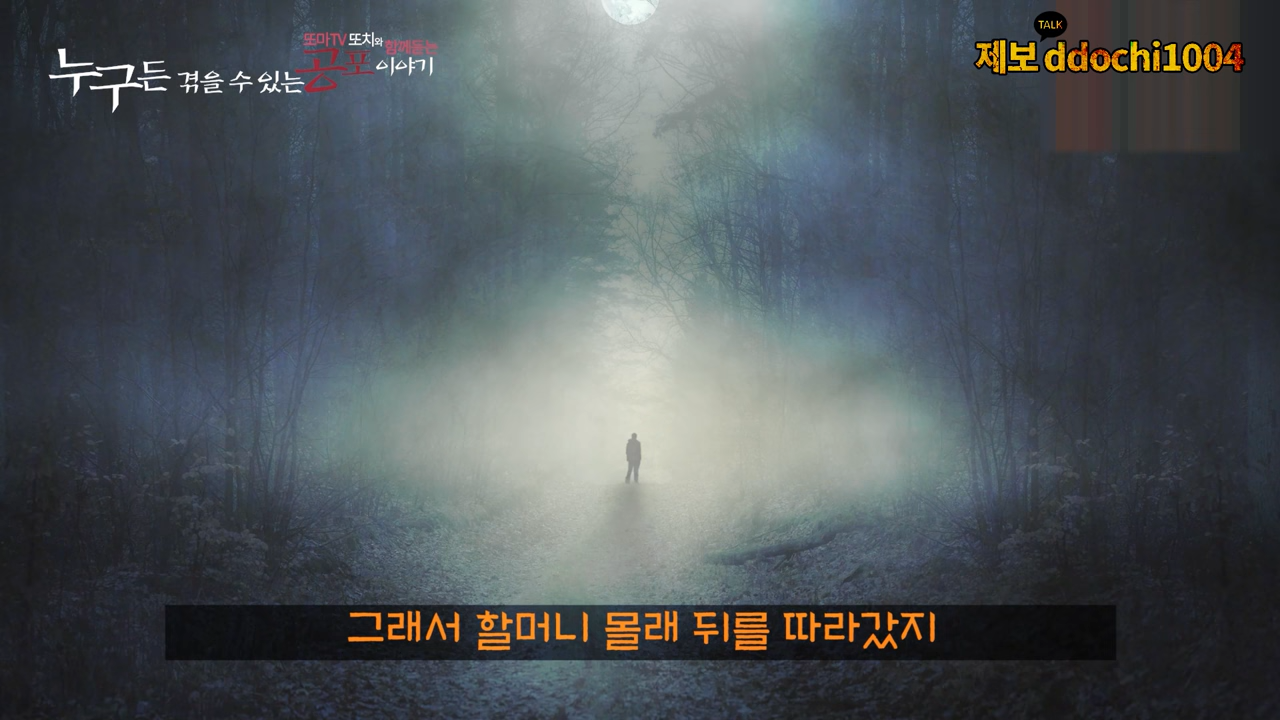 또마TV 또치와 함께듣는
누구든 겪을 수 있는 공포 이야기
TALK
제보 ddochi1004
그래서 할머니 몰래 뒤를 따라갔지